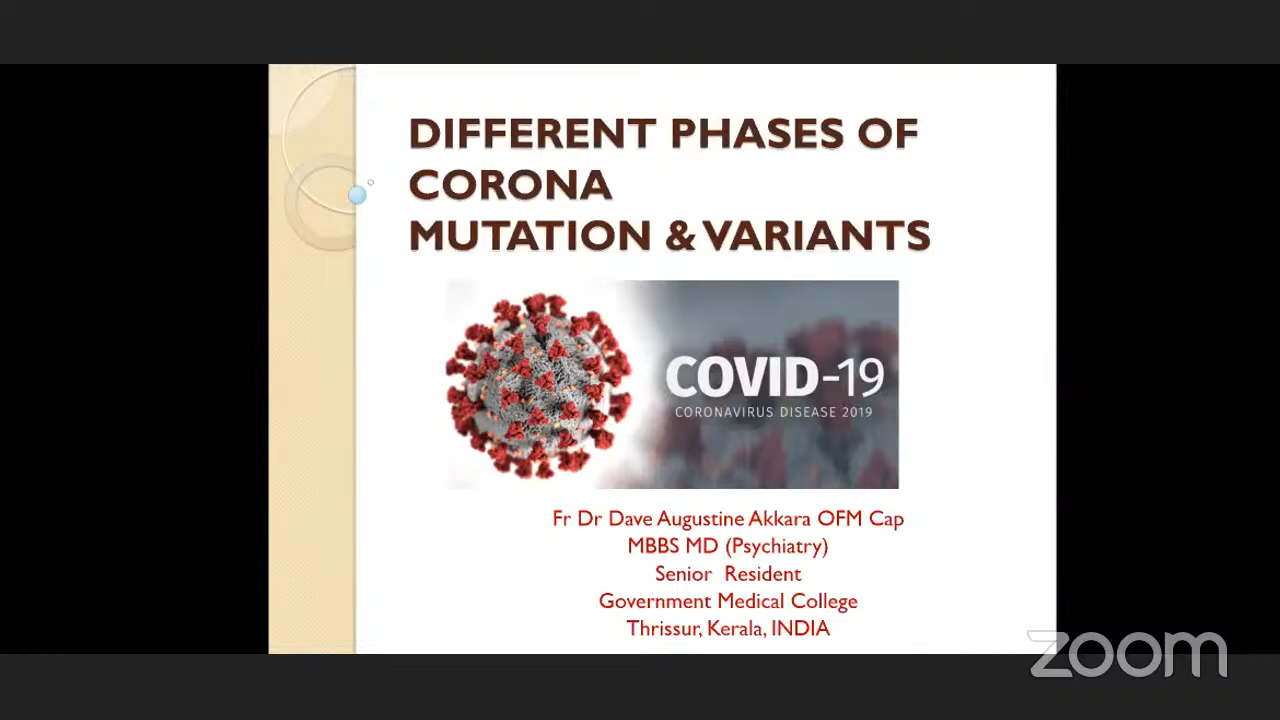 DIFFERENT PHASES OF
CORONA
MUTATION & VARIANTS
COVID-19
CORONAVIRUS DISEASE 2019
Fr Dr Dave Augustine Akkara OFM Cap
MBBS MD (Psychiatry)
Senior Resident
Government Medical College
Thrissur, Kerala, INDIA
zoom